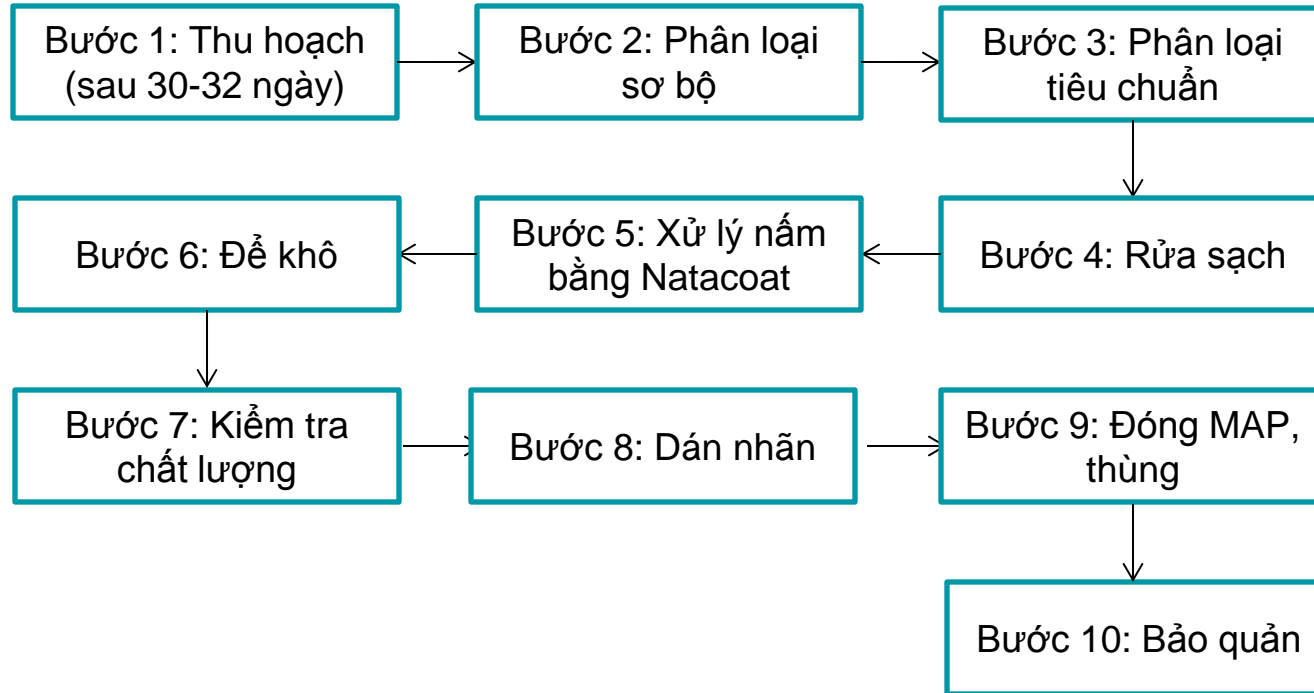 Bước 1: Thu hoạch
(sau 30-32 ngày)
Bước 2: Phân loại
sơ bộ
Bước 3: Phân loại
tiêu chuẩn
Bước 4: Rửa sạch
Bước 5: Xử lý nấm
bằng Natacoat
Bước 6: Để khô
Bước 7: Kiểm tra
chất lượng
Bước 8: Dán nhãn
Bước 9: Đóng MAP,
thùng
Bước 10: Bảo quản